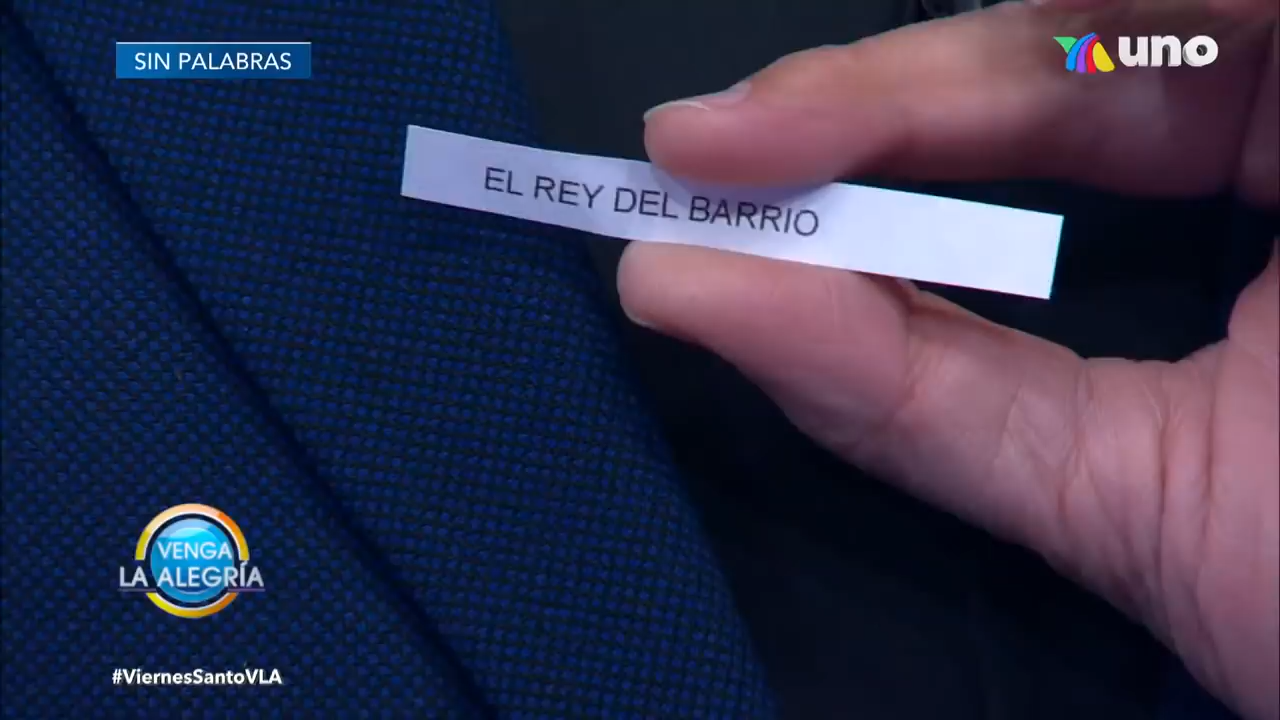 SIN PALABRAS
uno
EL REY DEL BARRIO
VENGA
LA ALEGRÍA
#ViernesSantoVLA